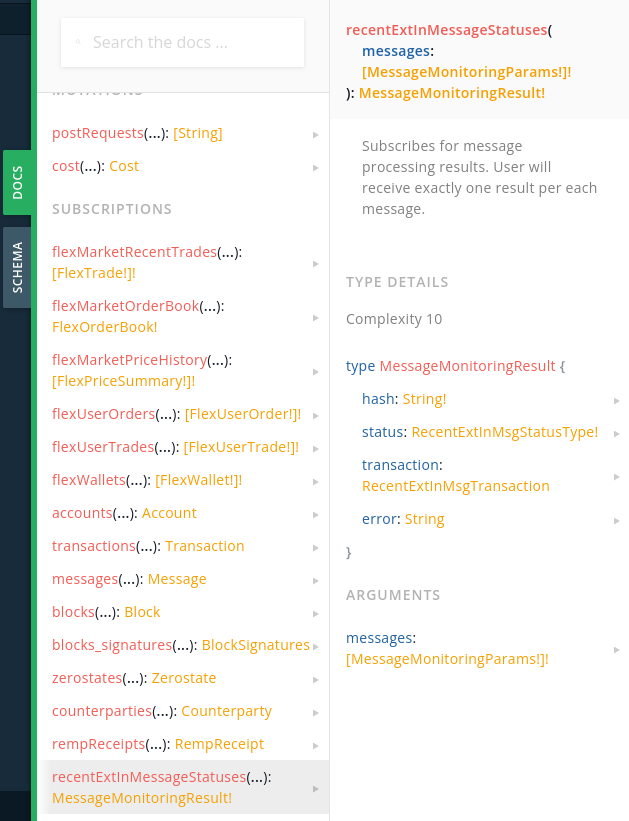 Search the docs ...
MUTATIONS
postRequests(...): [String]
cost(...): Cost
SUBSCRIPTIONS
flexMarketRecentTrades(...):
[FlexTrade!]!
flexMarketOrderBook(...):
FlexOrderBook!
flexMarketPriceHistory(...):
[FlexPriceSummary!]!
flexUserOrders(...): [FlexUserOrder!]!
flexUserTrades(...): [FlexUserTrade!]!
flexWallets(...): [FlexWallet!]!
accounts(...): Account
transactions(...): Transaction
messages(...): Message
blocks(...): Block
blocks_signatures(...): BlockSignatures
zerostates(...): Zerostate
counterparties(...): Counterparty
rempReceipts(...): RempReceipt
recentExtInMessageStatuses(...):
MessageMonitoringResult!
DOCS
SCHEMA
recentExtInMessageStatuses(
messages:
[MessageMonitoringParams!]!
): MessageMonitoringResult!
Subscribes for message
processing results. User will
receive exactly one result per each
message.
TYPE DETAILS
Complexity 10
type MessageMonitoringResult {
hash: String!
status: RecentExtInMsgStatusType!
transaction:
RecentExtInMsgTransaction
error: String
}
ARGUMENTS
messages:
[MessageMonitoringParams!]!